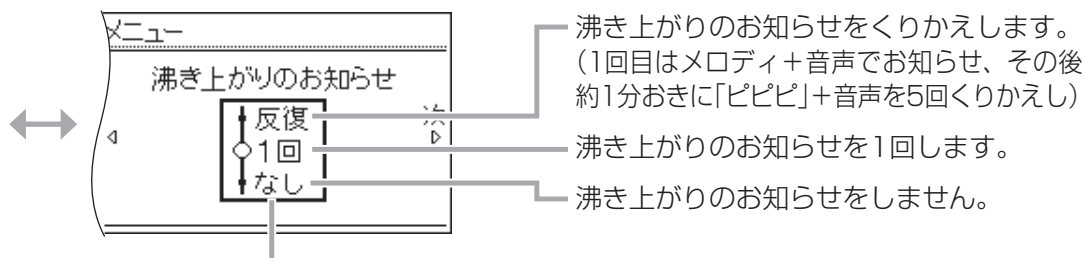 メニュー
沸き上がりのお知らせ
反復
1回
なし
次
沸き上がりのお知らせをくりかえします。
（1回目はメロディ＋音声でお知らせ、その後
約1分おきに「ピピピ」＋音声を5回くりかえし）
沸き上がりのお知らせを1回します。
沸き上がりのお知らせをしません。